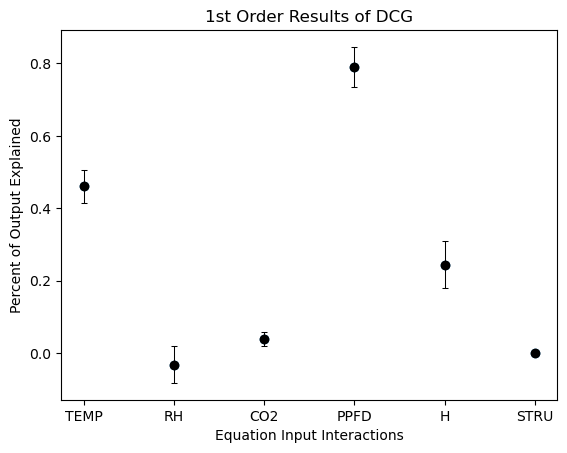 1st Order Results of DCG
Percent of Output Explained
0.8
0.6
0.4
0.2
0.0
TEMP RH CO2 PPFD H STRU
Equation Input Interactions